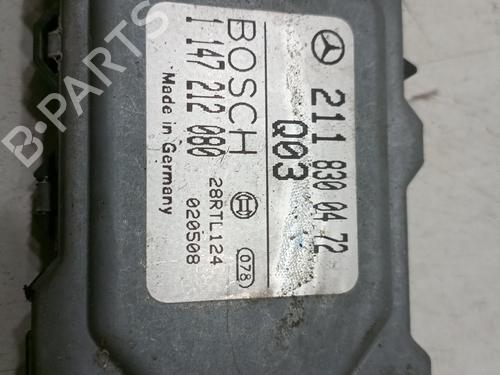 211 830 04 72
Q03
BOSCH
1 147 212 080
28RTL124
020508
078
Made in Germany
B-PARTS